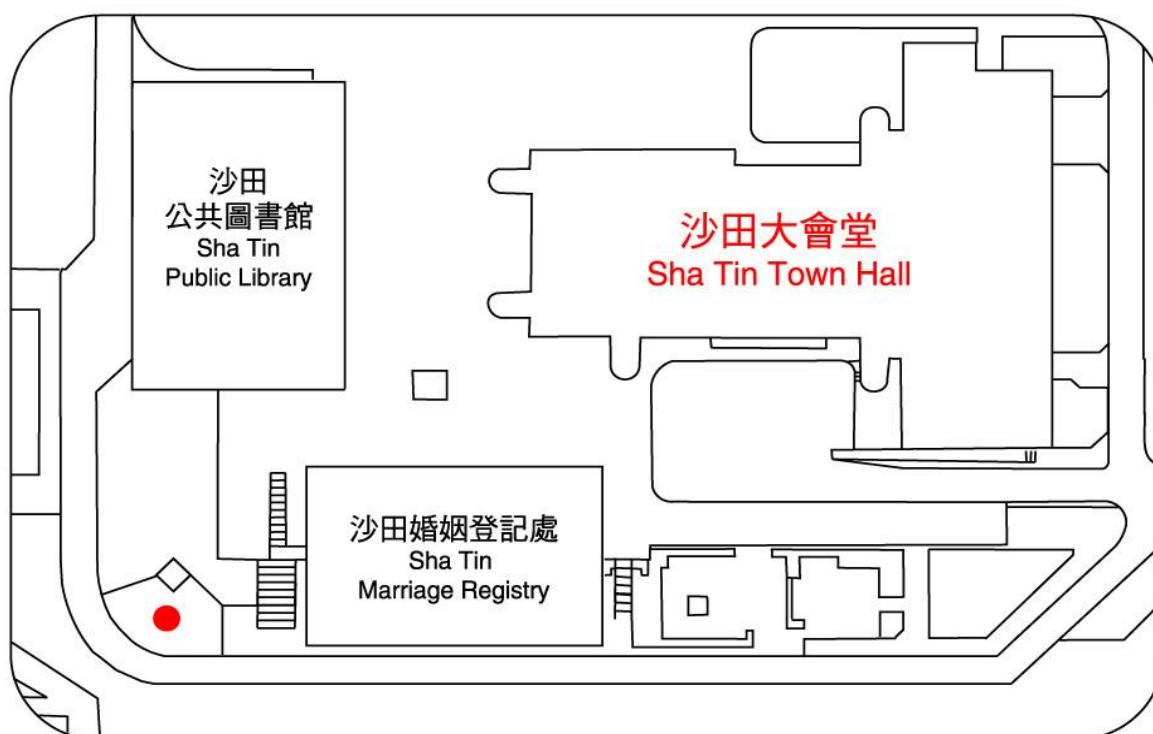 沙田
公共圖書館
Sha Tin
Public Library
沙田大會堂
Sha Tin Town Hall
沙田婚姻登記處
Sha Tin
Marriage Registry